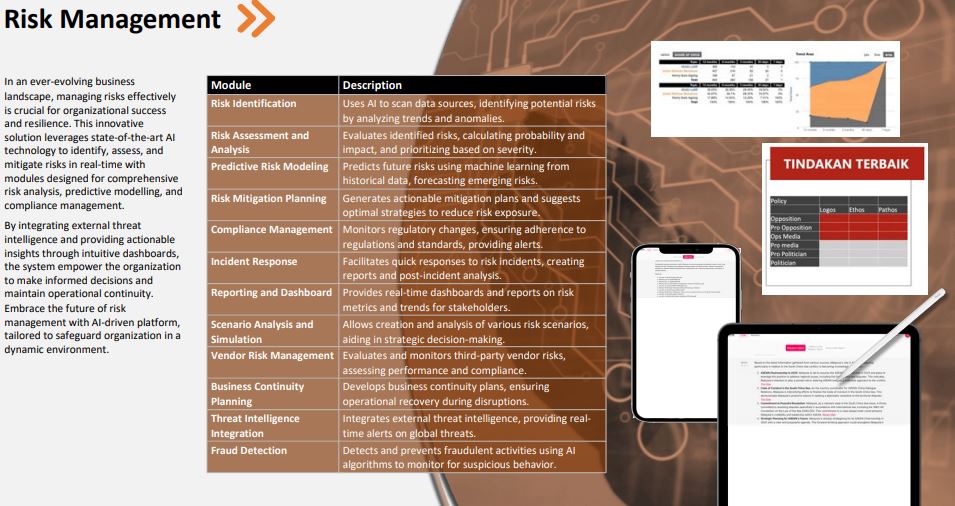 Risk Management
In an ever-evolving business
landscape, managing risks effectively
is crucial for organizational success
and resilience. This innovative
solution leverages state-of-the-art AI
technology to identify, assess, and
mitigate risks in real-time with
modules designed for comprehensive
risk analysis, predictive modelling, and
compliance management.
By integrating external threat
intelligence and providing actionable
insights through intuitive dashboards,
the system empower the organization
to make informed decisions and
maintain operational continuity.
Embrace the future of risk
management with AI-driven platform,
tailored to safeguard organization in a
dynamic environment.
Module Description
Risk Identification Uses AI to scan data sources, identifying potential risks
by analyzing trends and anomalies.
Risk Assessment and Evaluates identified risks, calculating probability and
Analysis impact, and prioritizing based on severity.
Predictive Risk Modeling Predicts future risks using machine learning from
historical data, forecasting emerging risks.
Risk Mitigation Planning Generates actionable mitigation plans and suggests
optimal strategies to reduce risk exposure.
Compliance Management Monitors regulatory changes, ensuring adherence to
regulations and standards, providing alerts.
Incident Response Facilitates quick responses to risk incidents, creating
reports and post-incident analysis.
Reporting and Dashboard Provides real-time dashboards and reports on risk
metrics and trends for stakeholders.
Scenario Analysis and Allows creation and analysis of various risk scenarios,
Simulation aiding in strategic decision-making.
Vendor Risk Management Evaluates and monitors third-party vendor risks,
assessing performance and compliance.
Business Continuity Develops business continuity plans, ensuring
Planning operational recovery during disruptions.
Threat Intelligence Integrates external threat intelligence, providing real-
Integration time alerts on global threats.
Fraud Detection Detects and prevents fraudulent activities using AI
algorithms to monitor for suspicious behavior.
Trend Area
TINDAKAN TERBAIK
Policy
Logos Ethos Pathos
Opposition
Pro Opposition
Ops Media
Pro media
Pro Politician
Politician